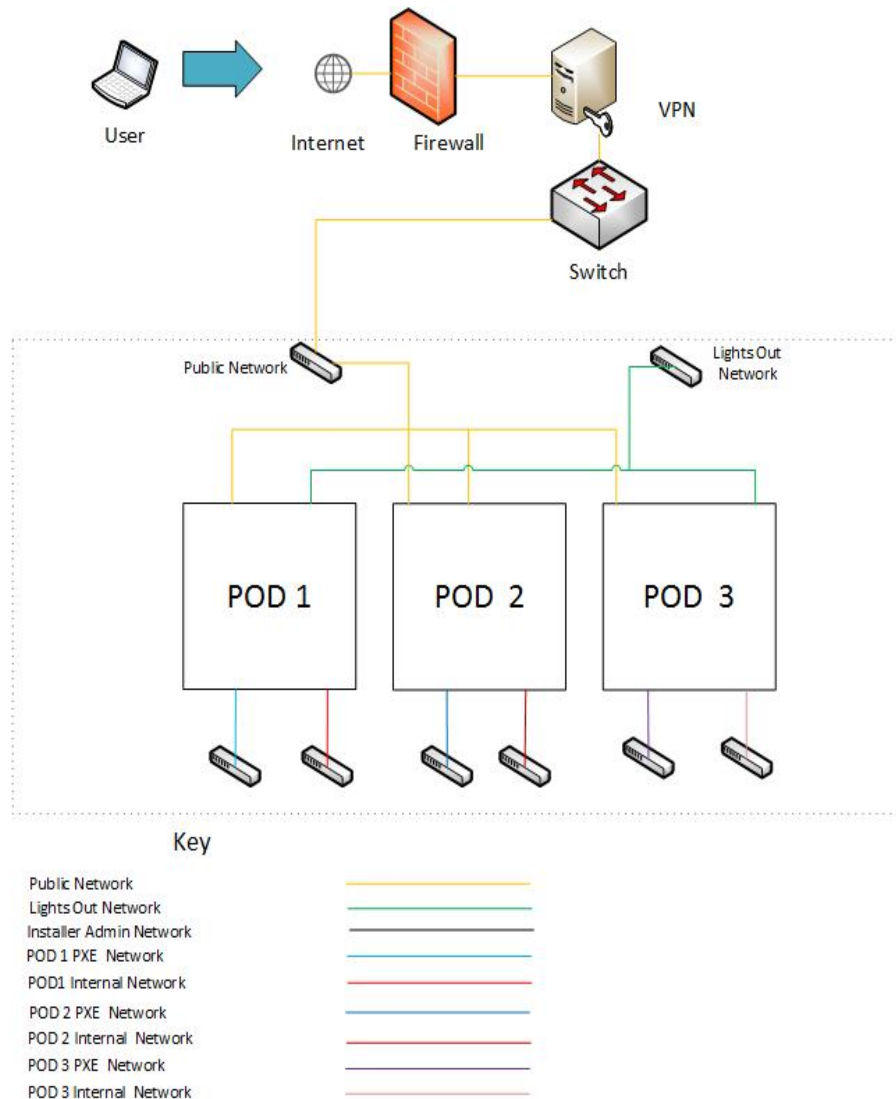 User
Internet
Firewall
VPN
Switch
Public Network
Lights Out
Network
POD 1
POD 2
POD 3
Key
Public Network
Lights Out Network
Installer Admin Network
POD 1 PXE Network
POD1 Internal Network
POD 2 PXE Network
POD 2 Internal Network
POD 3 PXE Network
POD 3 Internal Network